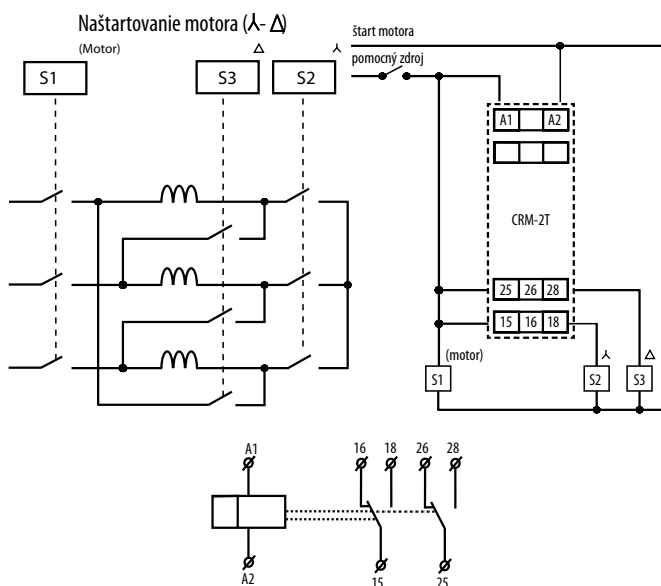 Naštartovanie motora (⅄- Δ)
(Motor)
Δ
⅄
S1
S3
S2
štart motora
pomocný zdroj
A1
A2
CRM-2T
25
26
28
15
16
18
(motor)
⅄
Δ
S1
S2
S3
A1
16
18
26
28
A2
15
25